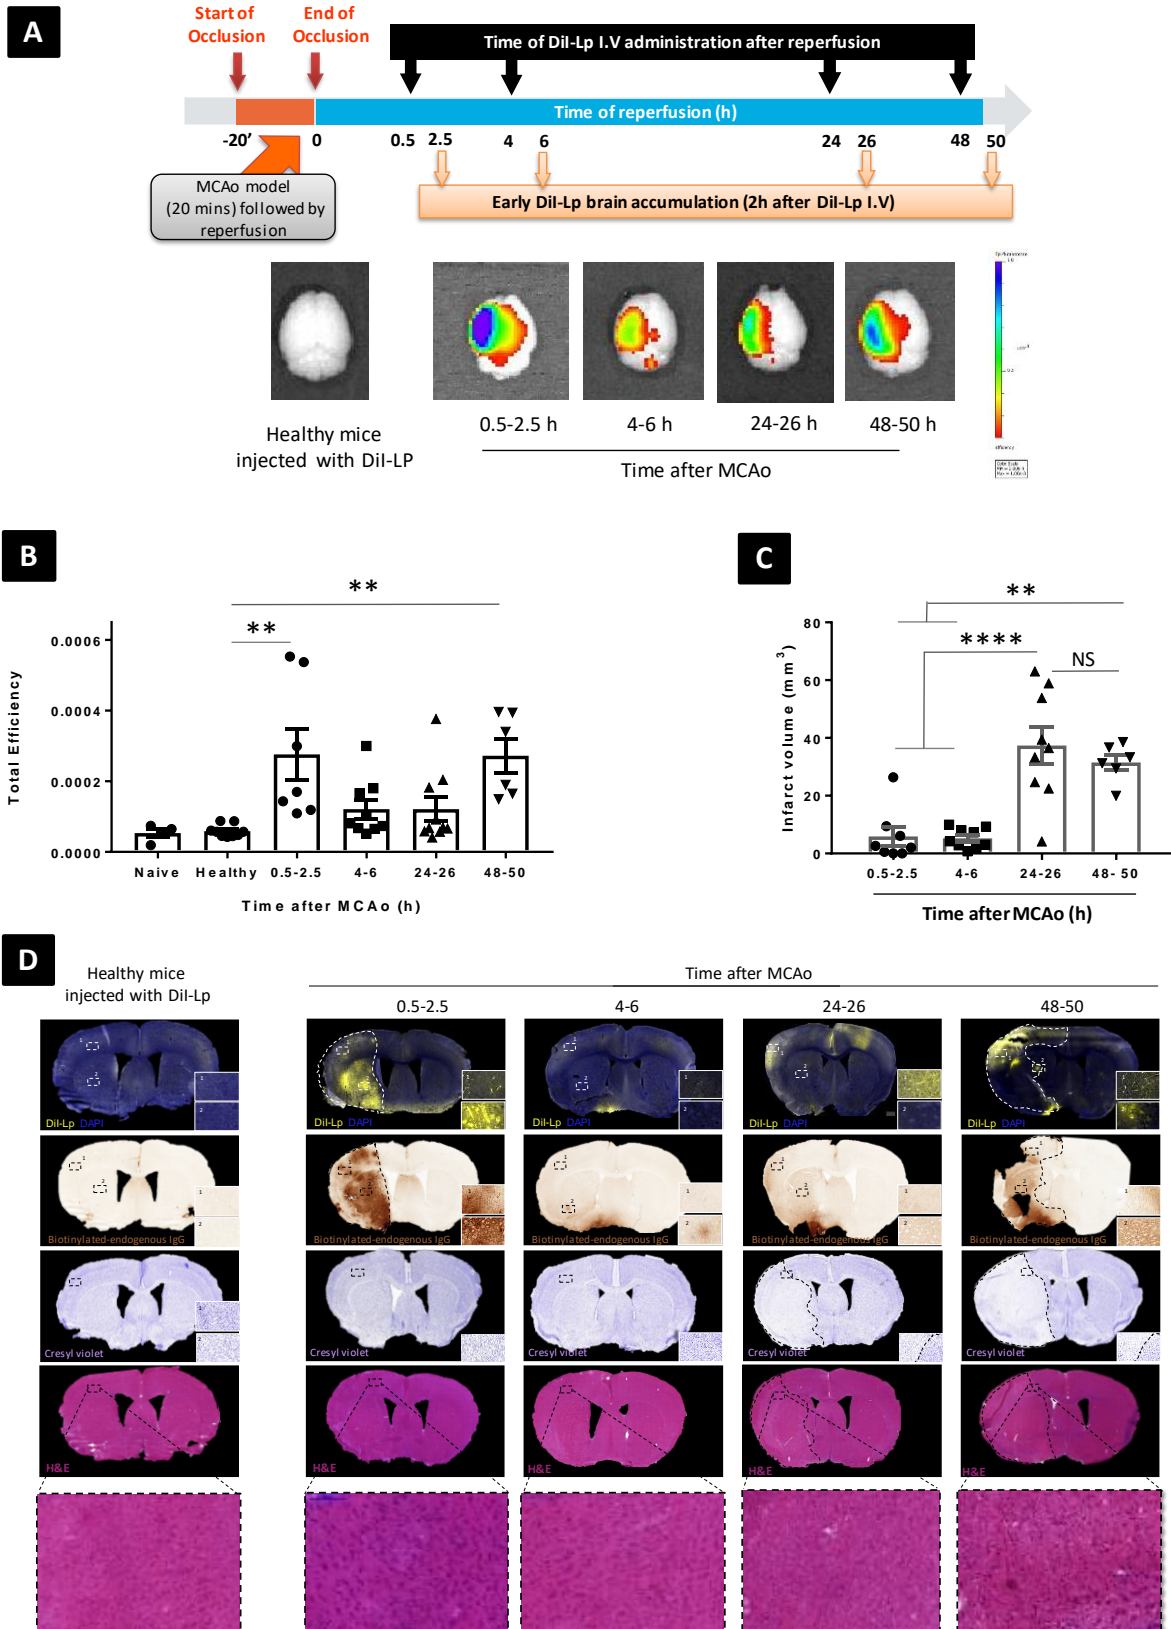 A
Start of
Occlusion
End of
Occlusion
Time of DiI-Lp I.V administration after reperfusion
Time of reperfusion (h)
-20’ 0 0.5 2.5 4 6 24 26 48 50
MCAo model
(20 mins) followed by
reperfusion
Early DiI-Lp brain accumulation (2h after DiI-Lp I.V)
Healthy mice
injected with DiI-LP
0.5-2.5 h 4-6 h 24-26 h 48-50 h
Time after MCAo
B
**
**
Total Efficiency
0.0006
0.0004
0.0002
0.0000
Naive Healthy 0.5-2.5 4-6 24-26 48-50
Time after MCAo (h)
C
**
****
NS
Infarct volume (mm3)
80
60
40
20
0
0.5-2.5 4-6 24-26 48-50
Time after MCAo (h)
D
Healthy mice
injected with DiI-Lp
Time after MCAo
0.5-2.5 4-6 24-26 48-50
DiI-Lp DAPI
DiI-Lp DAPI
DiI-Lp DAPI
DiI-Lp DAPI
DiI-Lp DAPI
Biotinylated-endogenous IgG
Biotinylated-endogenous IgG
Biotinylated-endogenous IgG
Biotinylated-endogenous IgG
Biotinylated-endogenous IgG
Cresyl violet
Cresyl violet
Cresyl violet
Cresyl violet
Cresyl violet
H&E
H&E
H&E
H&E
H&E